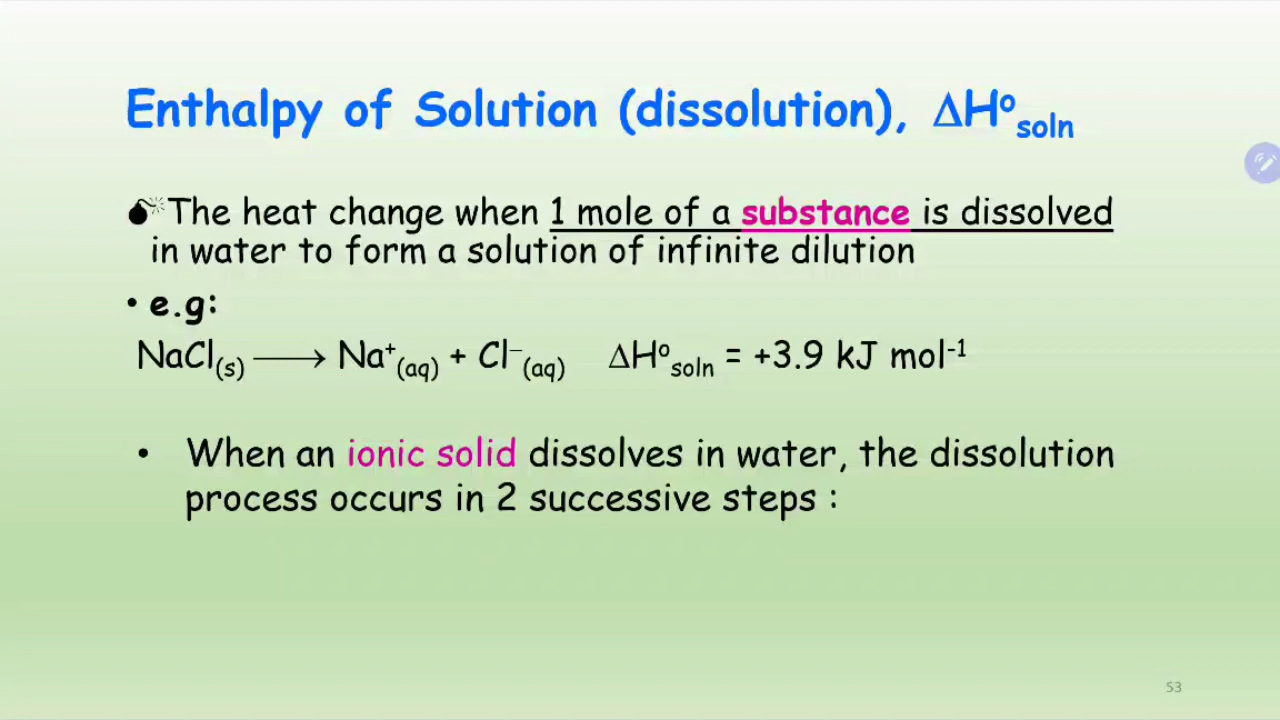 Enthalpy of Solution (dissolution), ΔH°soln
The heat change when 1 mole of a substance is dissolved
in water to form a solution of infinite dilution
• e.g:
NaCl(s) ⟶ Na⁺(aq) + Cl⁻(aq) ΔH°soln = +3.9 kJ mol⁻¹
• When an ionic solid dissolves in water, the dissolution
process occurs in 2 successive steps :
53